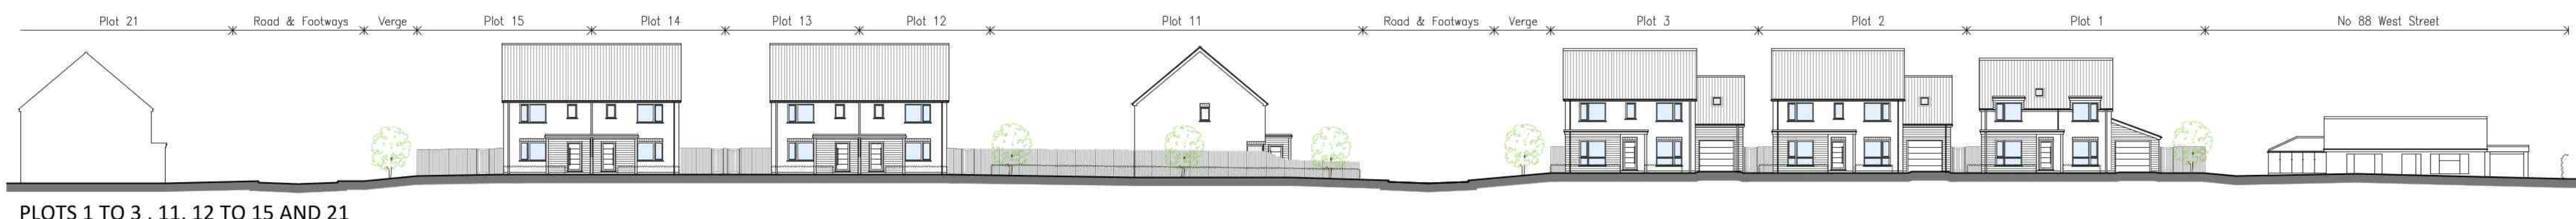 Plot 21 Road & Footways Verge Plot 15 Plot 14 Plot 13 Plot 12 Plot 11 Road & Footways Verge Plot 3 Plot 2 Plot 1 No 88 West Street
PLOTS 1 TO 3 , 11, 12 TO 15 AND 21